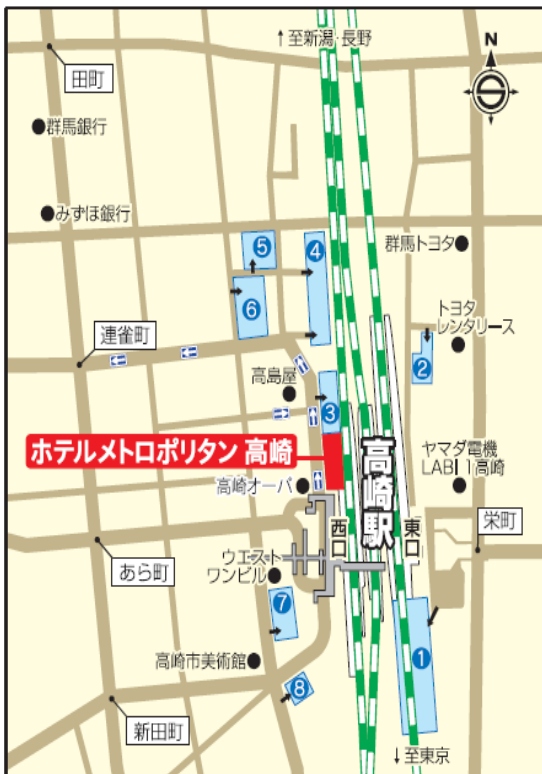 ↑至新潟・長野
N
田町
群馬銀行
みずほ銀行
群馬トヨタ
⑤
④
⑥
トヨタ
レンタリース
連雀町
②
高島屋
③
ホテルメトロポリタン 高崎
高崎駅
ヤマダ電機
LABI 1 高崎
高崎オーパ
西口
東口
栄町
あら町
ウエスト
ワンビル
⑦
①
高崎市美術館
⑧
新田町
↓至東京